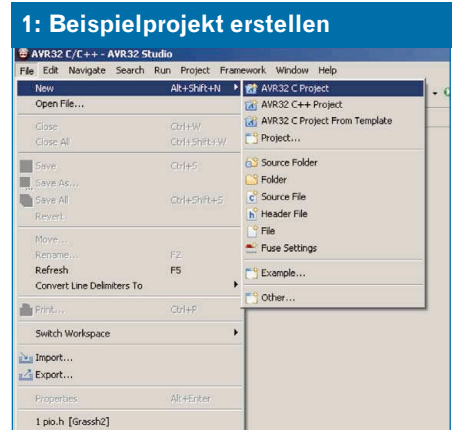 1: Beispielprojekt erstellen
AVR32 C/C++ - AVR32 Studio
File Edit Navigate Search Run Project Framework Window Help
New Alt+Shift+N
Open File...
Close Ctrl+W
Close All Ctrl+Shift+W
Save Ctrl+S
Save As...
Save All Ctrl+Shift+S
Revert
Move...
Rename... F2
Refresh F5
Convert Line Delimiters To
Print... Ctrl+P
Switch Workspace
Import...
Export...
Properties Alt+Enter
1 pio.h [Grassh2]
AVR32 C Project
AVR32 C++ Project
AVR32 C Project From Template
Project...
Source Folder
Folder
Source File
Header File
File
Fuse Settings
Example...
Other...